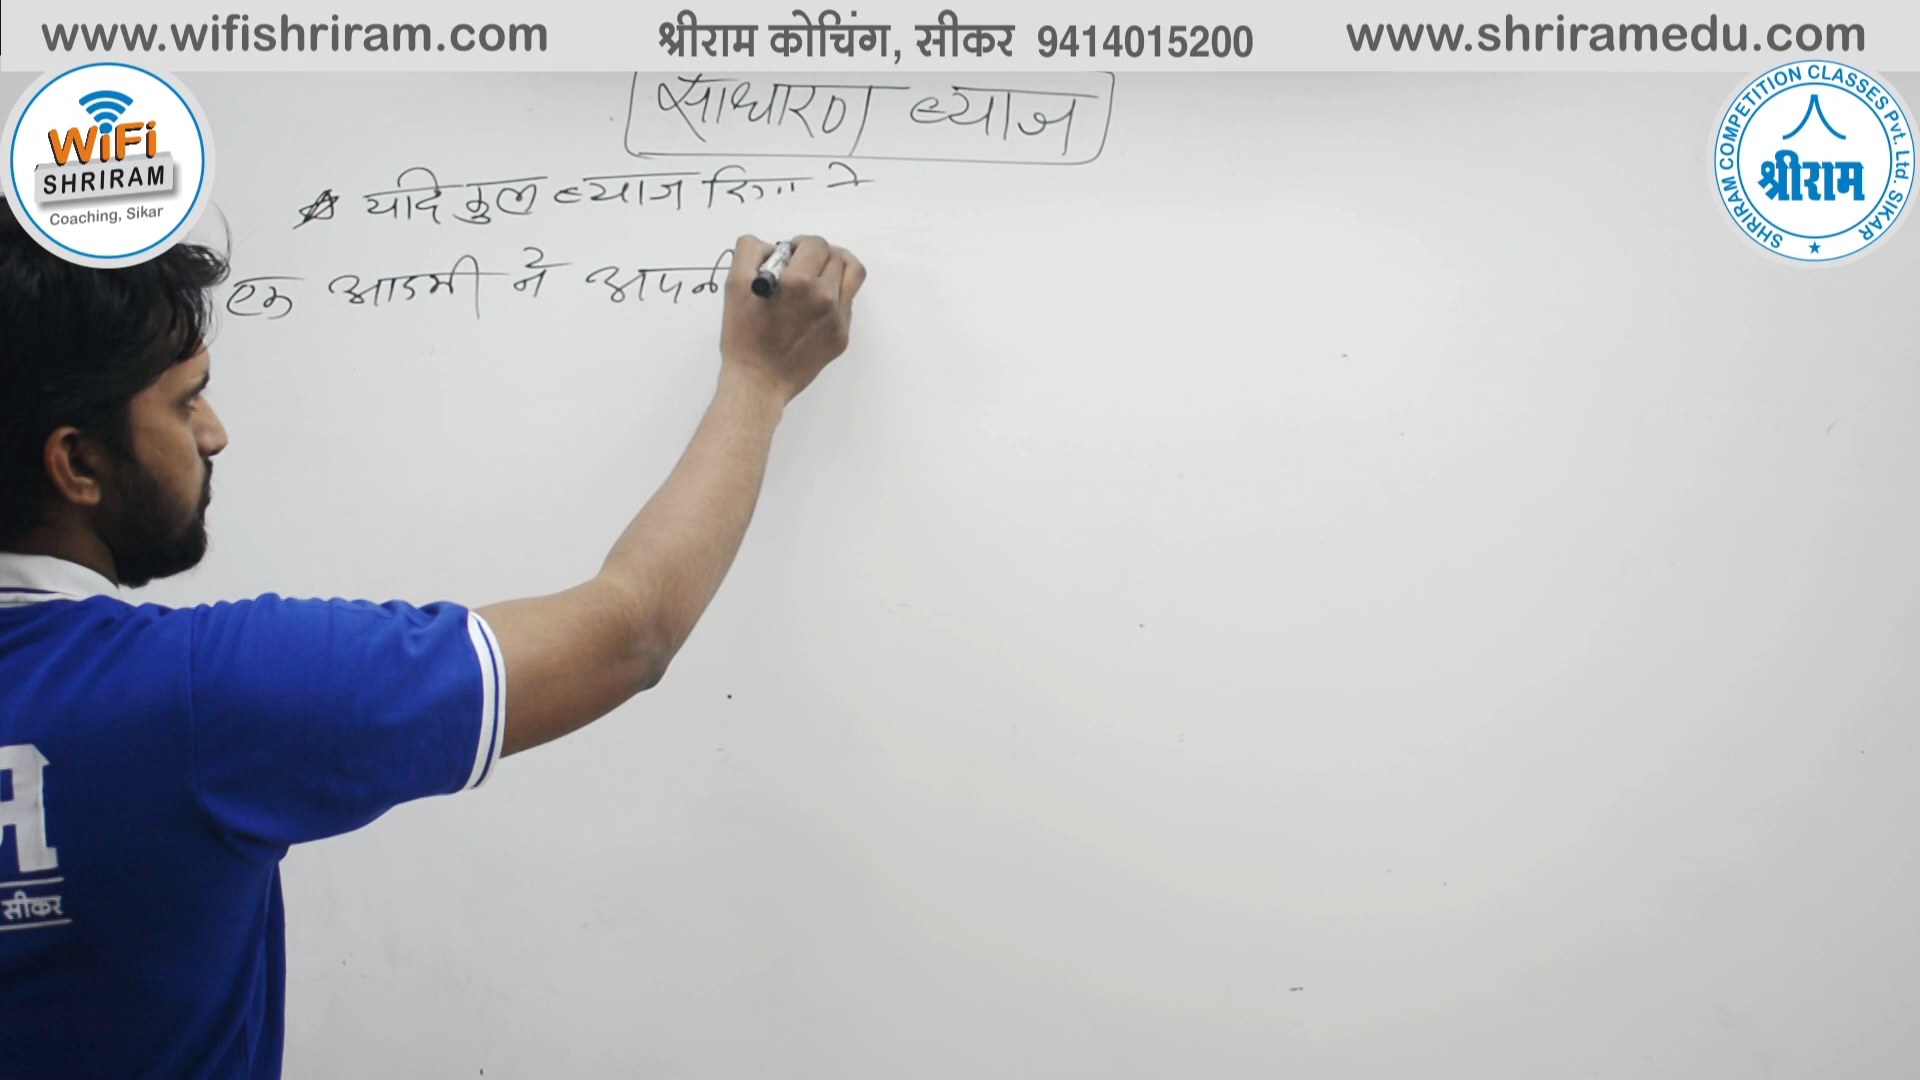 www.wifishriram.com
श्रीराम कोचिंग, सीकर 9414015200
www.shriramedu.com
WiFi
SHRIRAM
Coaching, Sikar
SHRIRAM COMPETITION CLASSES Pvt. Ltd. SIKAR
श्रीराम
साधारण ब्याज
यदि कुल ब्याज दिया
एक आदमी ने अपनी
सीकर